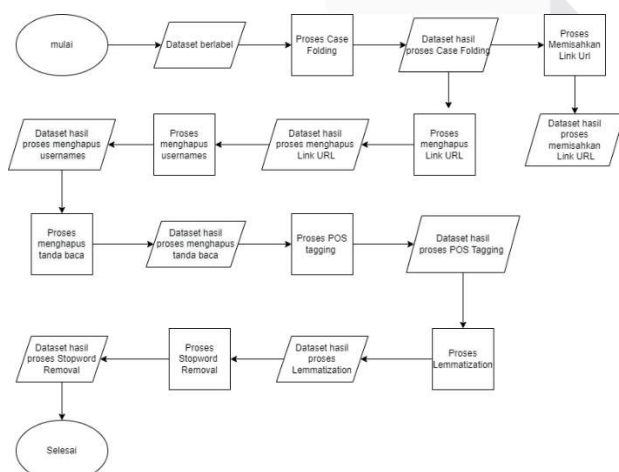 mulai
Dataset berlabel
Proses Case
Folding
Dataset hasil
proses Case Folding
Proses
Memisahkan
Link Url
Dataset hasil
proses
memisahkan
Link URL
Proses
menghapus
Link URL
Dataset hasil
proses menghapus
Link URL
Proses
menghapus
usernames
Dataset hasil
proses menghapus
usernames
Proses
menghapus
tanda baca
Dataset hasil
proses menghapus
tanda baca
Proses POS
tagging
Dataset hasil
proses POS Tagging
Proses
Lemmatization
Dataset hasil
proses
Lemmatization
Proses
Stopword
Removal
Dataset hasil
proses Stopword
Removal
Selesai